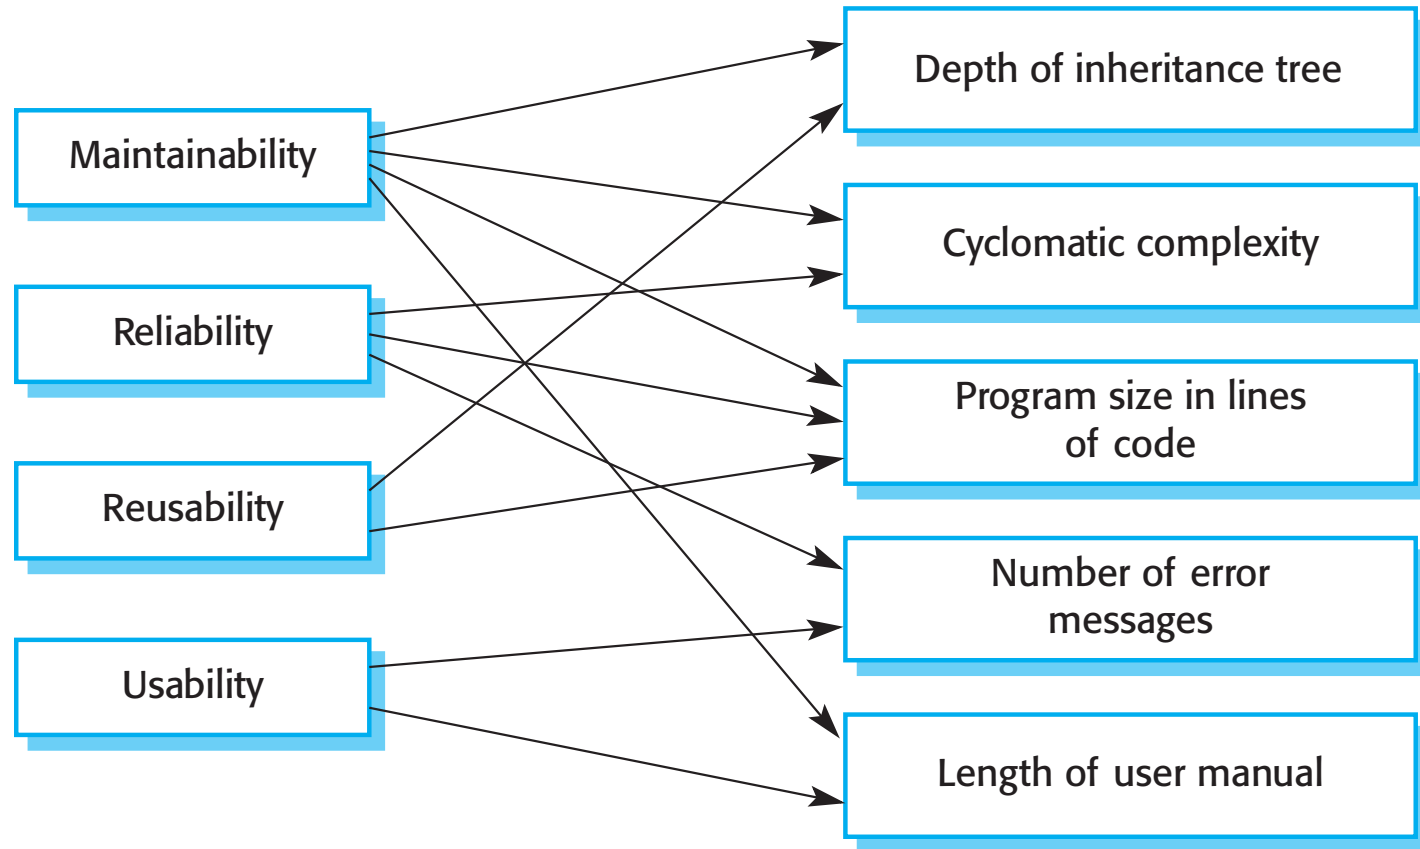 Maintainability
Reliability
Reusability
Usability
Depth of inheritance tree
Cyclomatic complexity
Program size in lines
of code
Number of error
messages
Length of user manual